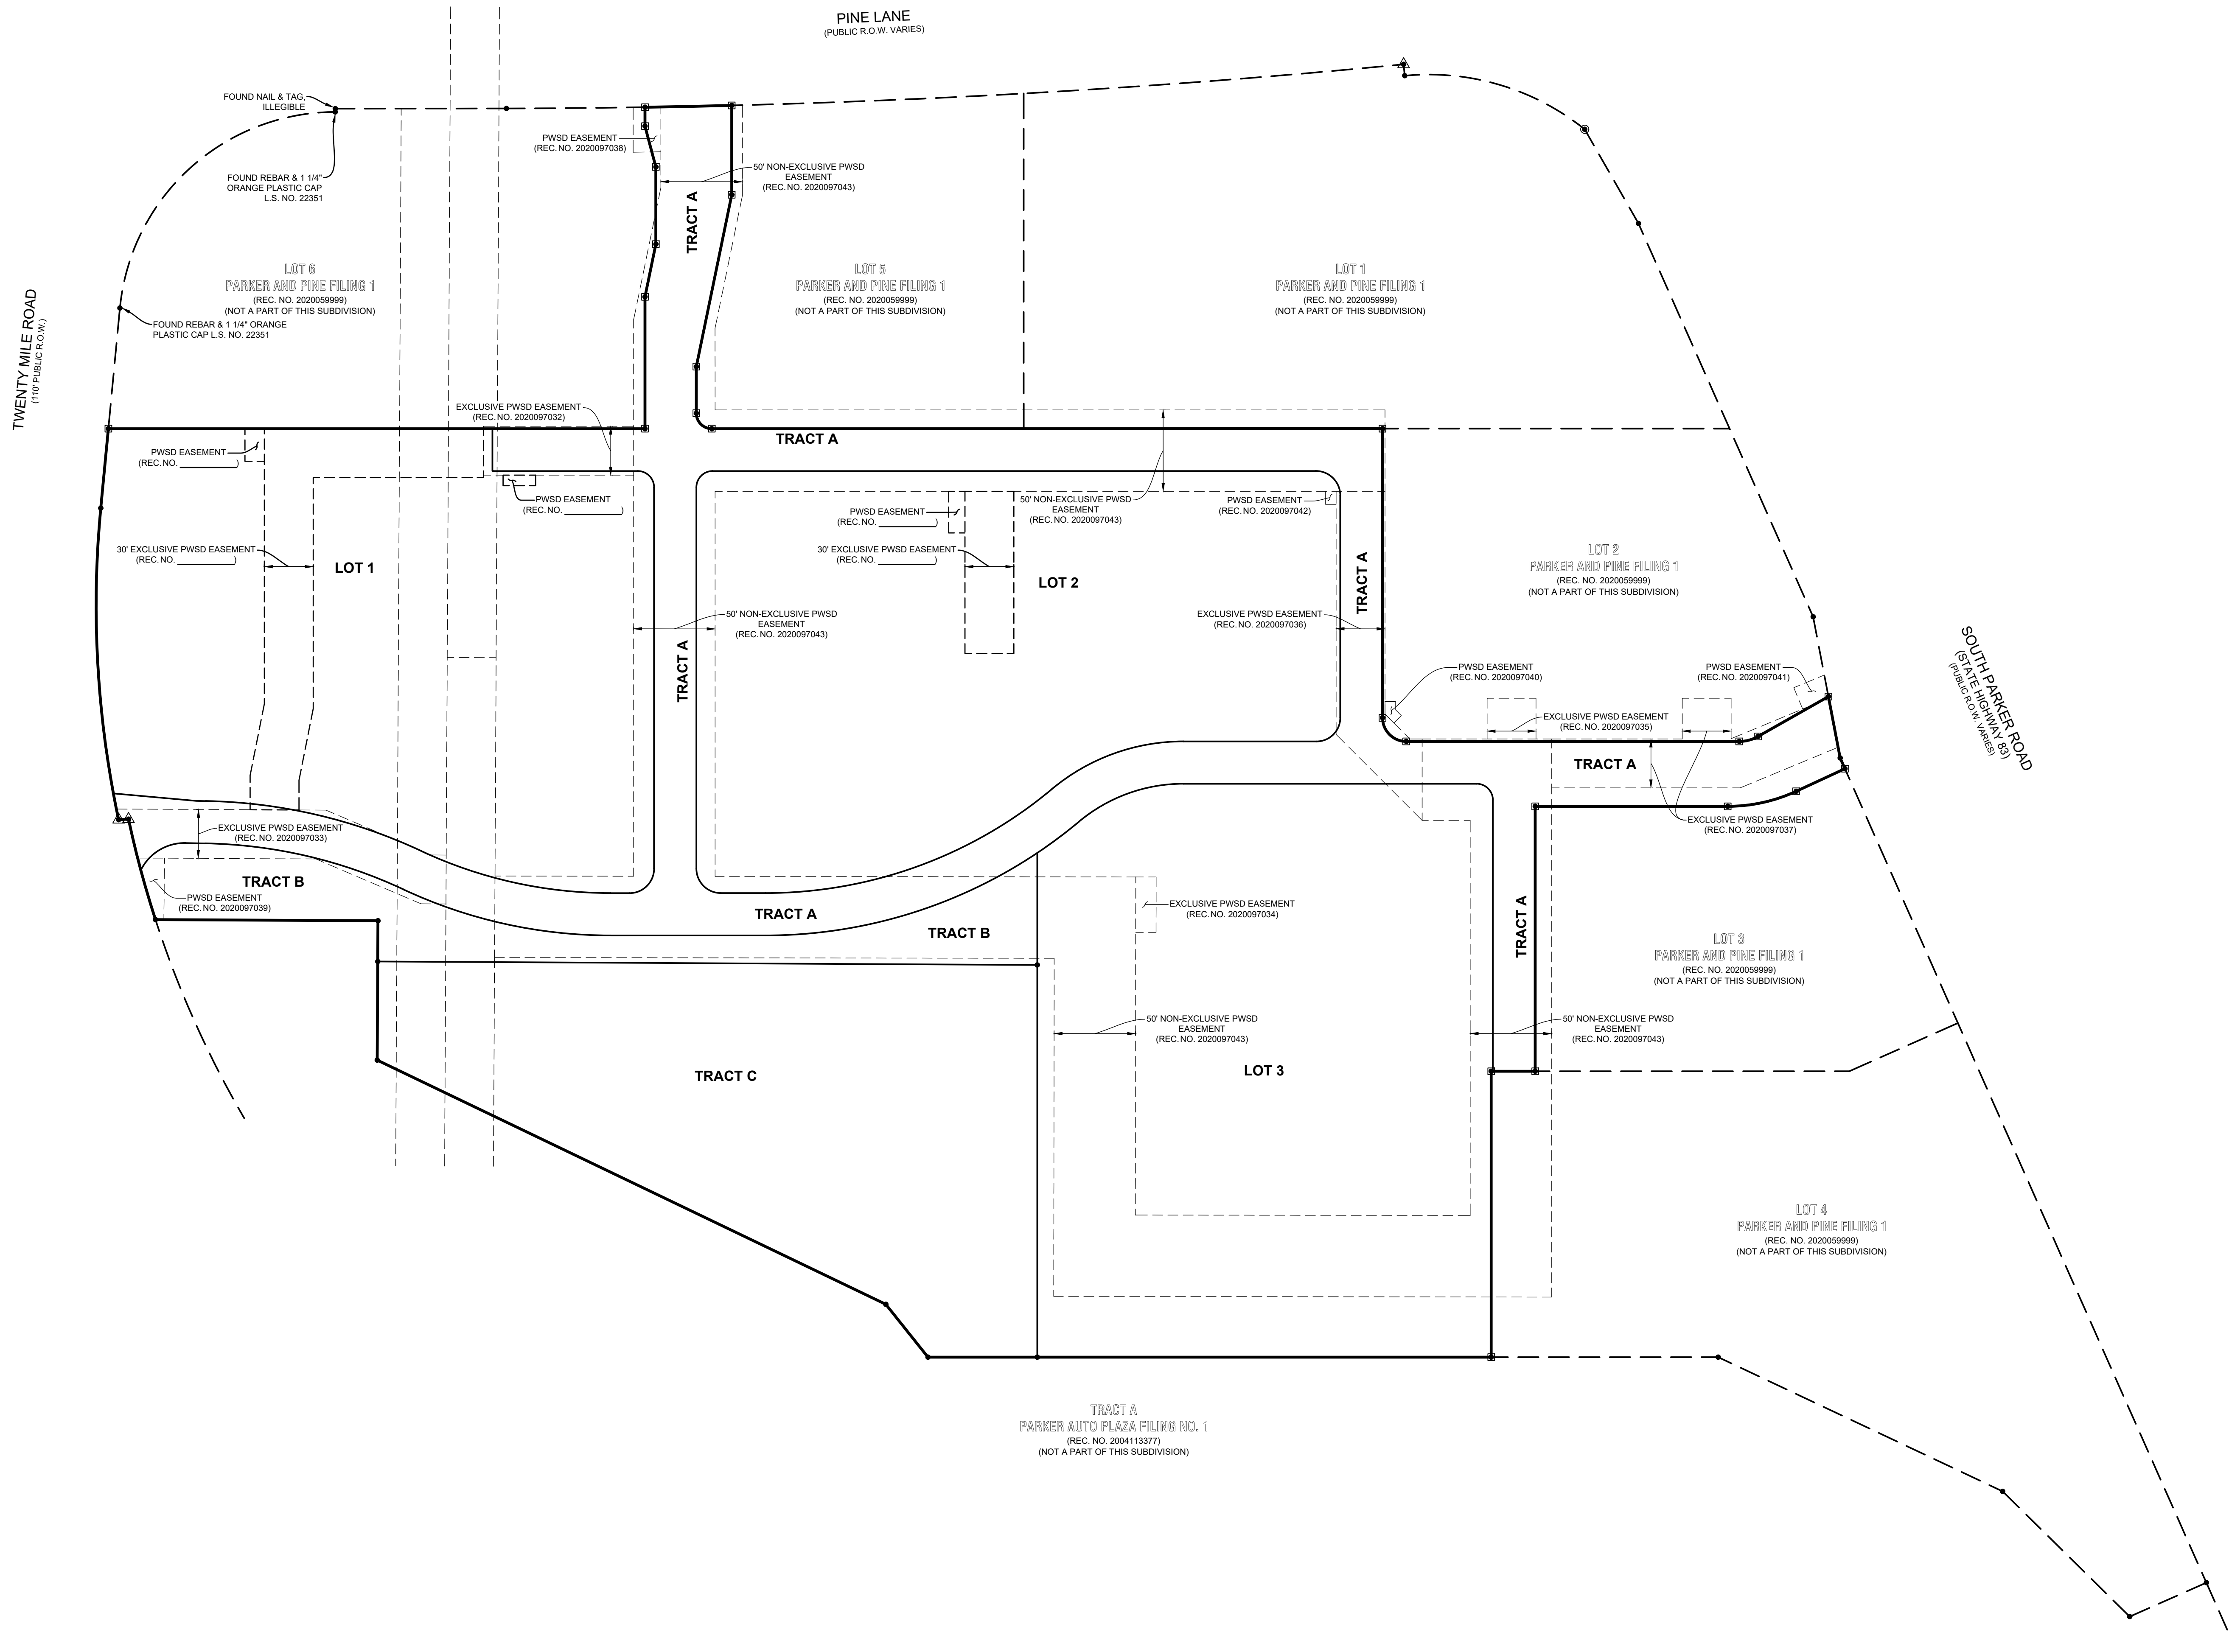 PINE LANE
(PUBLIC R.O.W. VARIES)
FOUND NAIL & TAG,
ILLEGIBLE
PWSD EASEMENT
(REC. NO. 2020097038)
50' NON-EXCLUSIVE PWSD
EASEMENT
(REC. NO. 2020097043)
FOUND REBAR & 1 1/4"
ORANGE PLASTIC CAP
L.S. NO. 22351
TRACT A
LOT 6
PARKER AND PINE FILING 1
(REC. NO. 2020059999)
(NOT A PART OF THIS SUBDIVISION)
LOT 5
PARKER AND PINE FILING 1
(REC. NO. 2020059999)
(NOT A PART OF THIS SUBDIVISION)
LOT 1
PARKER AND PINE FILING 1
(REC. NO. 2020059999)
(NOT A PART OF THIS SUBDIVISION)
TWENTY MILE ROAD
(110' PUBLIC R.O.W.)
FOUND REBAR & 1 1/4" ORANGE
PLASTIC CAP L.S. NO. 22351
EXCLUSIVE PWSD EASEMENT
(REC. NO. 2020097032)
TRACT A
PWSD EASEMENT
(REC. NO. ____________)
PWSD EASEMENT
(REC. NO. ____________)
PWSD EASEMENT
(REC. NO. ____________)
50' NON-EXCLUSIVE PWSD
EASEMENT
(REC. NO. 2020097043)
PWSD EASEMENT
(REC. NO. 2020097042)
30' EXCLUSIVE PWSD EASEMENT
(REC. NO. ____________)
LOT 1
30' EXCLUSIVE PWSD EASEMENT
(REC. NO. ____________)
LOT 2
TRACT A
LOT 2
PARKER AND PINE FILING 1
(REC. NO. 2020059999)
(NOT A PART OF THIS SUBDIVISION)
50' NON-EXCLUSIVE PWSD
EASEMENT
(REC. NO. 2020097043)
EXCLUSIVE PWSD EASEMENT
(REC. NO. 2020097036)
TRACT A
PWSD EASEMENT
(REC. NO. 2020097040)
PWSD EASEMENT
(REC. NO. 2020097041)
SOUTH PARKER ROAD
(STATE HIGHWAY 83)
(PUBLIC R.O.W. VARIES)
EXCLUSIVE PWSD EASEMENT
(REC. NO. 2020097035)
TRACT A
EXCLUSIVE PWSD EASEMENT
(REC. NO. 2020097033)
EXCLUSIVE PWSD EASEMENT
(REC. NO. 2020097037)
TRACT B
PWSD EASEMENT
(REC. NO. 2020097039)
TRACT A
TRACT B
EXCLUSIVE PWSD EASEMENT
(REC. NO. 2020097034)
TRACT A
LOT 3
PARKER AND PINE FILING 1
(REC. NO. 2020059999)
(NOT A PART OF THIS SUBDIVISION)
50' NON-EXCLUSIVE PWSD
EASEMENT
(REC. NO. 2020097043)
50' NON-EXCLUSIVE PWSD
EASEMENT
(REC. NO. 2020097043)
TRACT C
LOT 3
LOT 4
PARKER AND PINE FILING 1
(REC. NO. 2020059999)
(NOT A PART OF THIS SUBDIVISION)
TRACT A
PARKER AUTO PLAZA FILING NO. 1
(REC. NO. 2004113377)
(NOT A PART OF THIS SUBDIVISION)